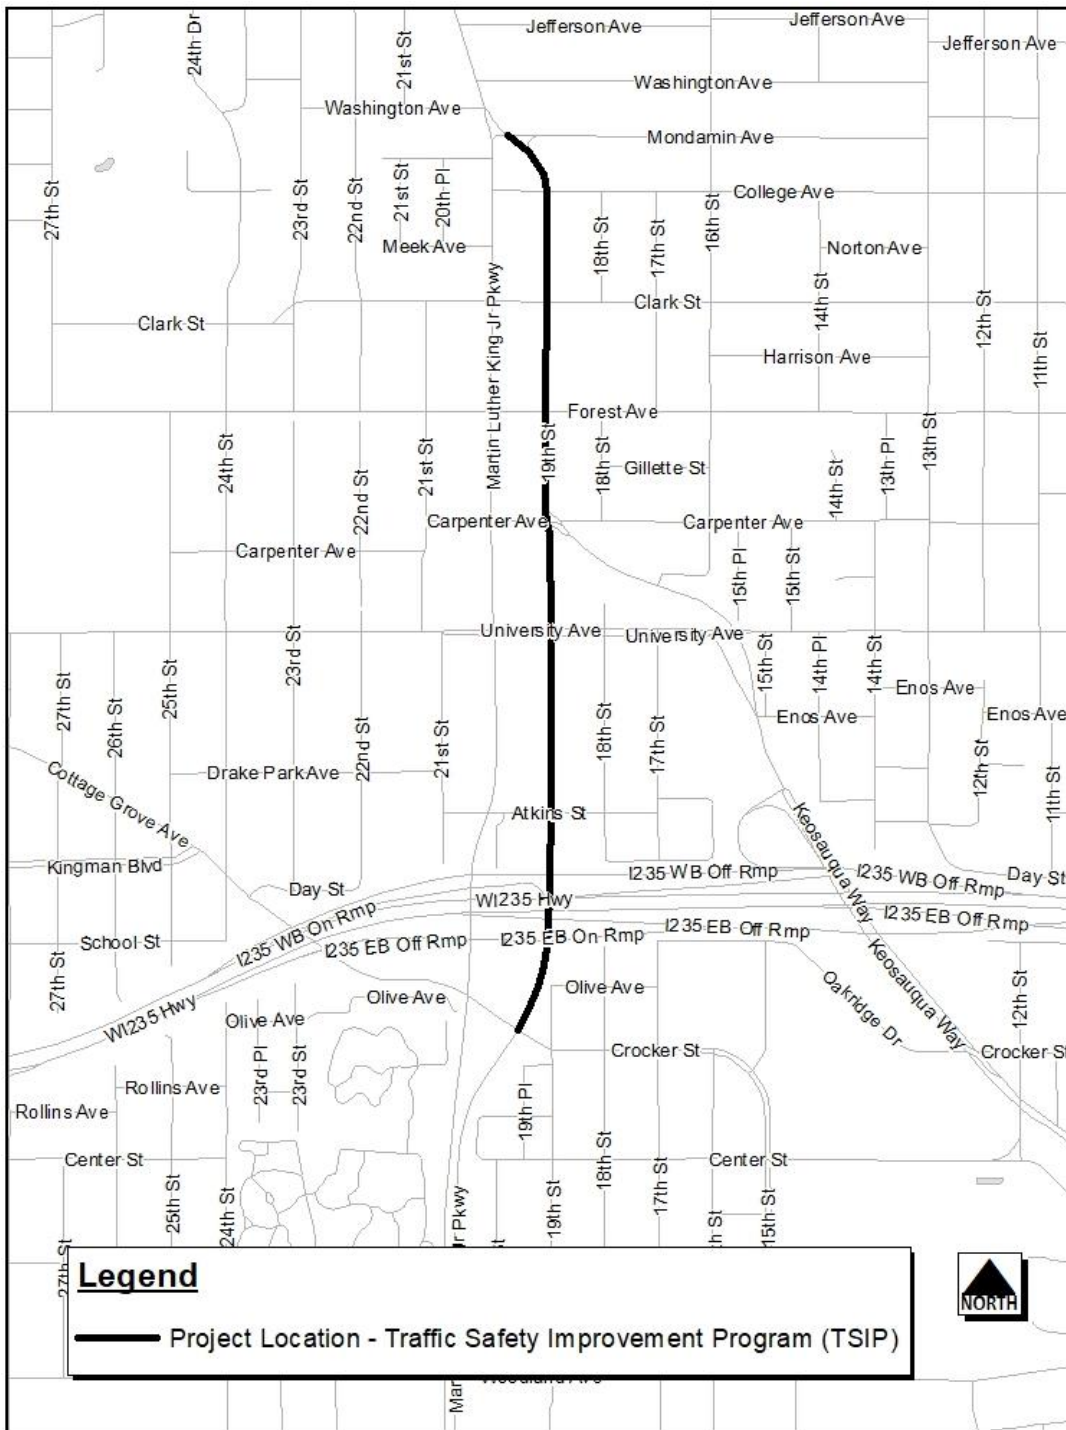 Jefferson Ave
Jefferson Ave
Jefferson Ave
24th Dr
21st St
Washington Ave
Washington Ave
Mondamin Ave
27th St
23rd St
22nd St
21st St
20th Pl
College Ave
Meek Ave
18th St
17th St
16th St
Norton Ave
Martin Luther King Jr Pkwy
Clark St
Clark St
14th St
12th St
11th St
Harrison Ave
Forest Ave
24th St
22nd St
21st St
19th St
18th St
Gillette St
14th St
13th Pl
13th St
Carpenter Ave
Carpenter Ave
Carpenter Ave
15th Pl
15th St
University Ave
University Ave
27th St
26th St
25th St
23rd St
22nd St
21st St
18th St
17th St
15th St
14th Pl
14th St
Enos Ave
Enos Ave
Enos Ave
12th St
11th St
Cottage Grove Ave
Drake Park Ave
Atkins St
Keosauqua Way
Kingman Blvd
Day St
I235 WB Off Rmp
I235 WB Off Rmp
Day St
WI235 Hwy
I235 WB On Rmp
I235 EB Off Rmp
I235 EB On Rmp
I235 EB Off Rmp
I235 EB Off Rmp
School St
27th St
WI235 Hwy
Olive Ave
Olive Ave
Olive Ave
Oakridge Dr
Keosauqua Way
12th St
Crocker St
Crocker St
23rd Pl
23rd St
Rollins Ave
Rollins Ave
19th Pl
Center St
Center St
25th St
24th St
18th St
17th St
19th St
15th St
27th St
Jr Pkwy
St
th St
Legend
Project Location - Traffic Safety Improvement Program (TSIP)
NORTH
Mar